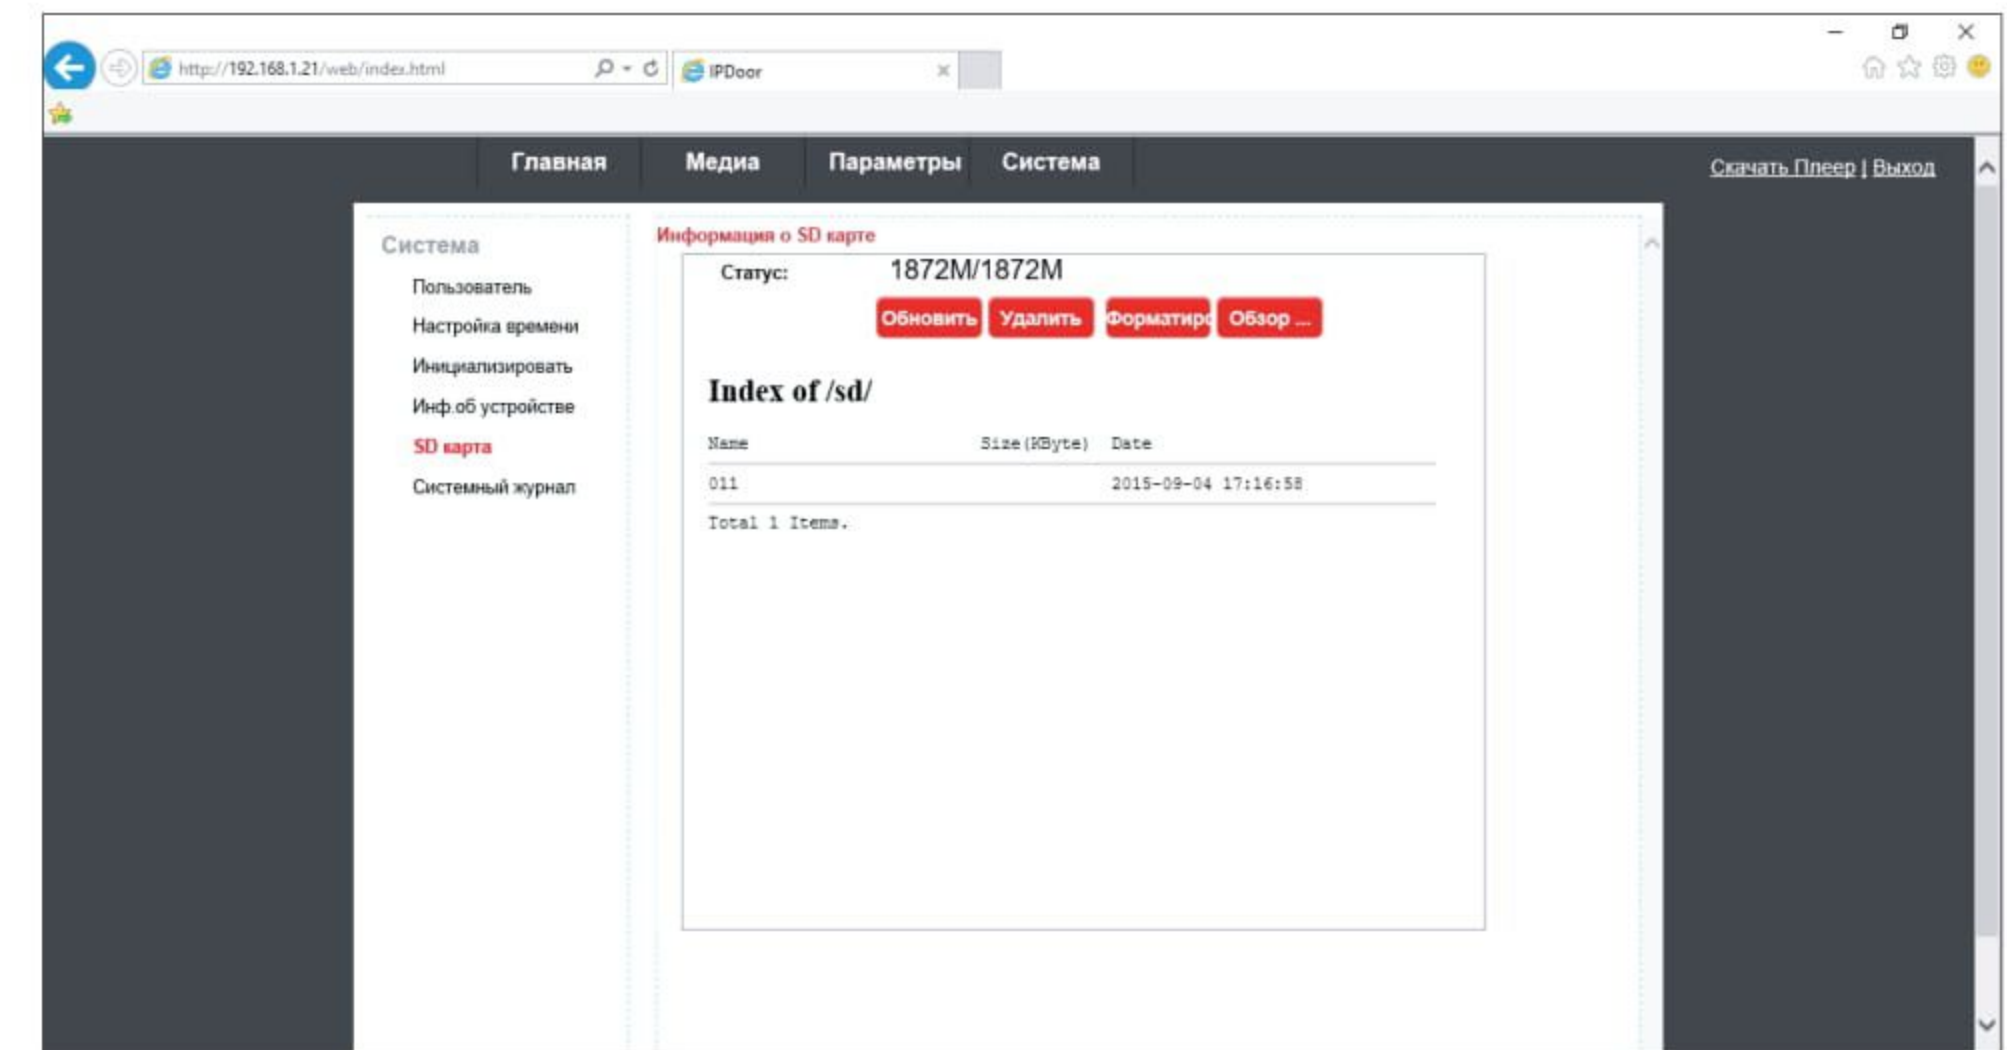 http://192.168.1.21/web/index.html
IPDoor
Главная Медиа Параметры Система
Скачать Плеер | Выход
Система
Пользователь
Настройка времени
Инициализировать
Инф.об устройстве
SD карта
Системный журнал
Информация о SD карте
Статус: 1872M/1872M
Обновить Удалить Форматиро Обзор ...
Index of /sd/
Name Size(KByte) Date
011 2015-09-04 17:16:58
Total 1 Items.